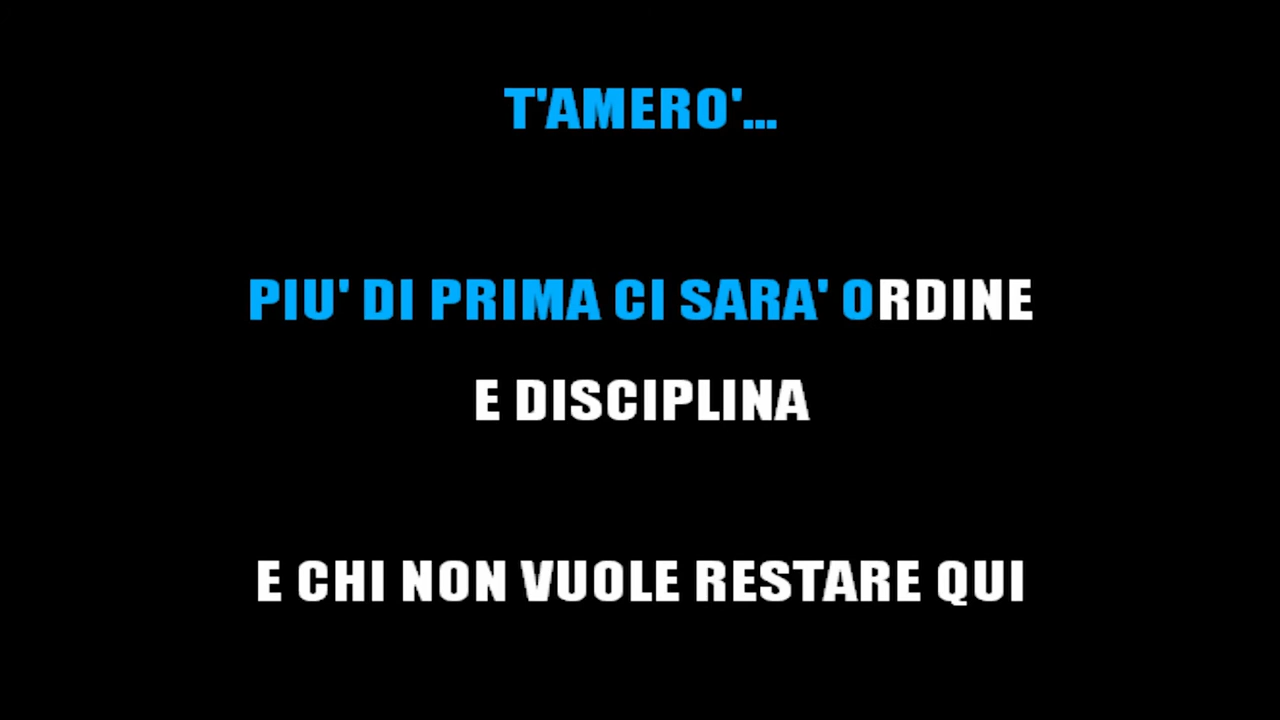 T'AMERO'...
PIU' DI PRIMA CI SARA' ORDINE
E DISCIPLINA
E CHI NON VUOLE RESTARE QUI